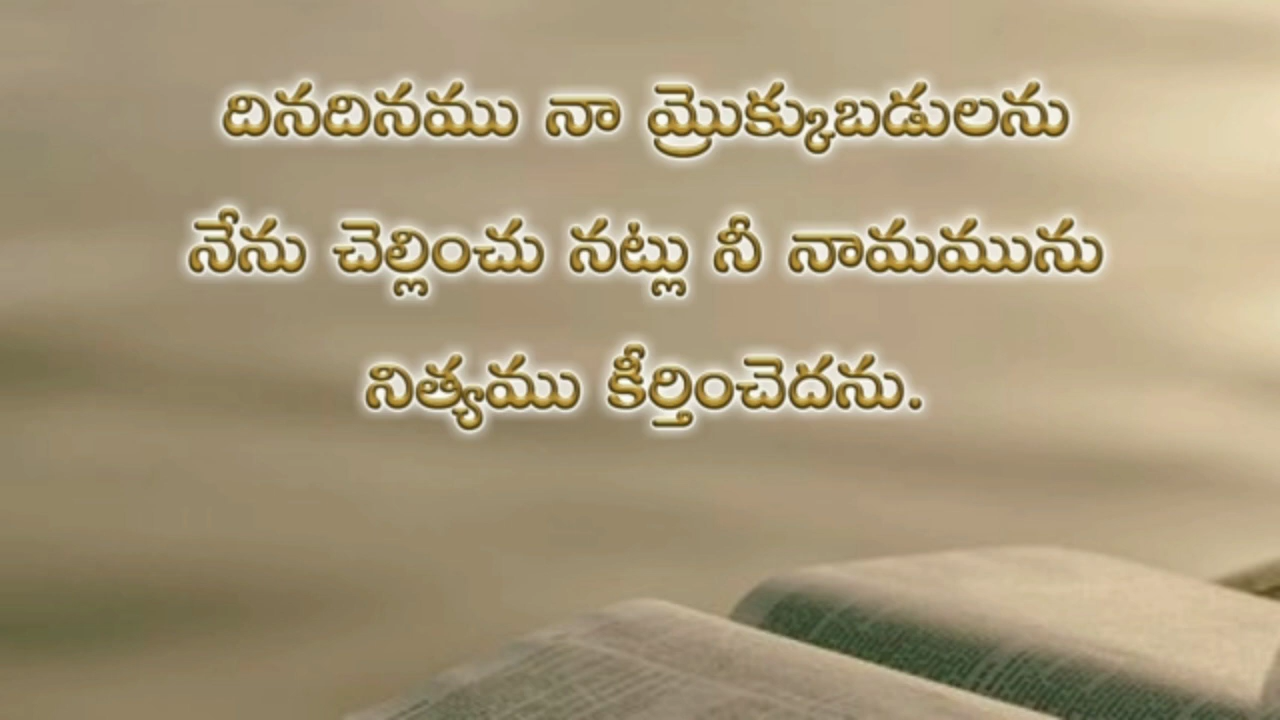 దినదినము నా మ్రొక్కుబడులను
నేను చెల్లించు నట్లు నీ నామమును
నిత్యము కీర్తించెదను.